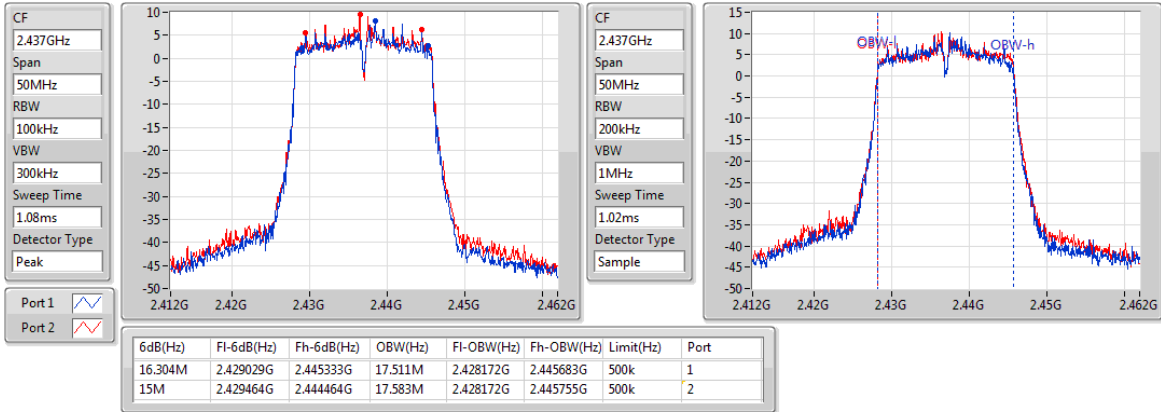 CF
2.437GHz
Span
50MHz
RBW
100kHz
VBW
300kHz
Sweep Time
1.08ms
Detector Type
Peak
10
5
0
-5
-10
-15
-20
-25
-30
-35
-40
-45
-50
2.412G 2.42G 2.43G 2.44G 2.45G 2.462G
CF
2.437GHz
Span
50MHz
RBW
200kHz
VBW
1MHz
Sweep Time
1.02ms
Detector Type
Sample
15
10
5
0
-5
-10
-15
-20
-25
-30
-35
-40
-45
-50
OBW-l OBW-h
2.412G 2.42G 2.43G 2.44G 2.45G 2.462G
Port 1
Port 2
6dB(Hz) Fl-6dB(Hz) Fh-6dB(Hz) OBW(Hz) Fl-OBW(Hz) Fh-OBW(Hz) Limit(Hz) Port
16.304M 2.429029G 2.445333G 17.511M 2.428172G 2.445683G 500k 1
15M 2.429464G 2.444464G 17.583M 2.428172G 2.445755G 500k 2